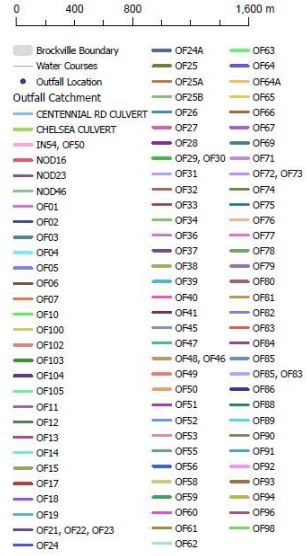 0 400 800 1,600 m
Brockville Boundary
Water Courses
Outfall Location
Outfall Catchment
CENTENNIAL RD CULVERT
CHELSEA CULVERT
IN54, OF50
NOD16
NOD23
NOD46
OF01
OF02
OF03
OF04
OF05
OF06
OF07
OF10
OF100
OF102
OF103
OF104
OF105
OF11
OF12
OF13
OF14
OF15
OF17
OF18
OF19
OF21, OF22, OF23
OF24
OF24A
OF25
OF25A
OF25B
OF26
OF27
OF28
OF29, OF30
OF31
OF32
OF33
OF34
OF36
OF37
OF38
OF39
OF40
OF41
OF45
OF47
OF48, OF46
OF49
OF50
OF51
OF52
OF53
OF55
OF56
OF58
OF59
OF60
OF61
OF62
OF63
OF64
OF64A
OF65
OF66
OF67
OF69
OF71
OF72, OF73
OF74
OF75
OF76
OF77
OF78
OF79
OF80
OF81
OF82
OF83
OF84
OF85
OF85, OF83
OF86
OF88
OF89
OF90
OF91
OF92
OF93
OF94
OF96
OF98